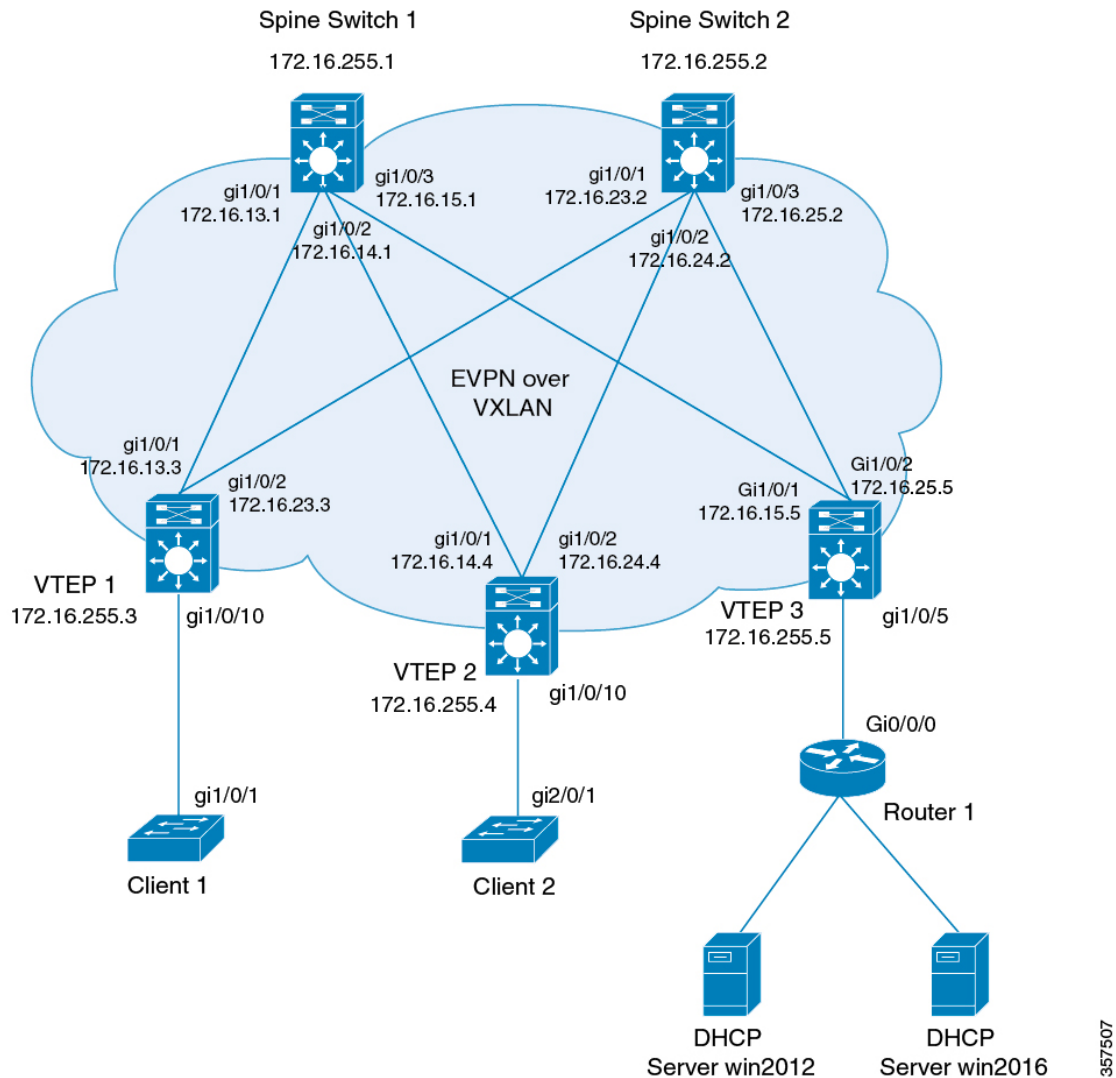 Spine Switch 1
172.16.255.1
Spine Switch 2
172.16.255.2
gi1/0/1
172.16.13.1
gi1/0/3
172.16.15.1
gi1/0/2
172.16.14.1
gi1/0/1
172.16.23.2
gi1/0/3
172.16.25.2
gi1/0/2
172.16.24.2
EVPN over
VXLAN
gi1/0/1
172.16.13.3
gi1/0/2
172.16.23.3
gi1/0/1
172.16.14.4
gi1/0/2
172.16.24.4
Gi1/0/1
172.16.15.5
Gi1/0/2
172.16.25.5
VTEP 1
172.16.255.3
gi1/0/10
VTEP 2
172.16.255.4
gi1/0/10
VTEP 3
172.16.255.5
gi1/0/5
Gi0/0/0
Router 1
gi1/0/1
Client 1
gi2/0/1
Client 2
DHCP
Server win2012
DHCP
Server win2016
357507